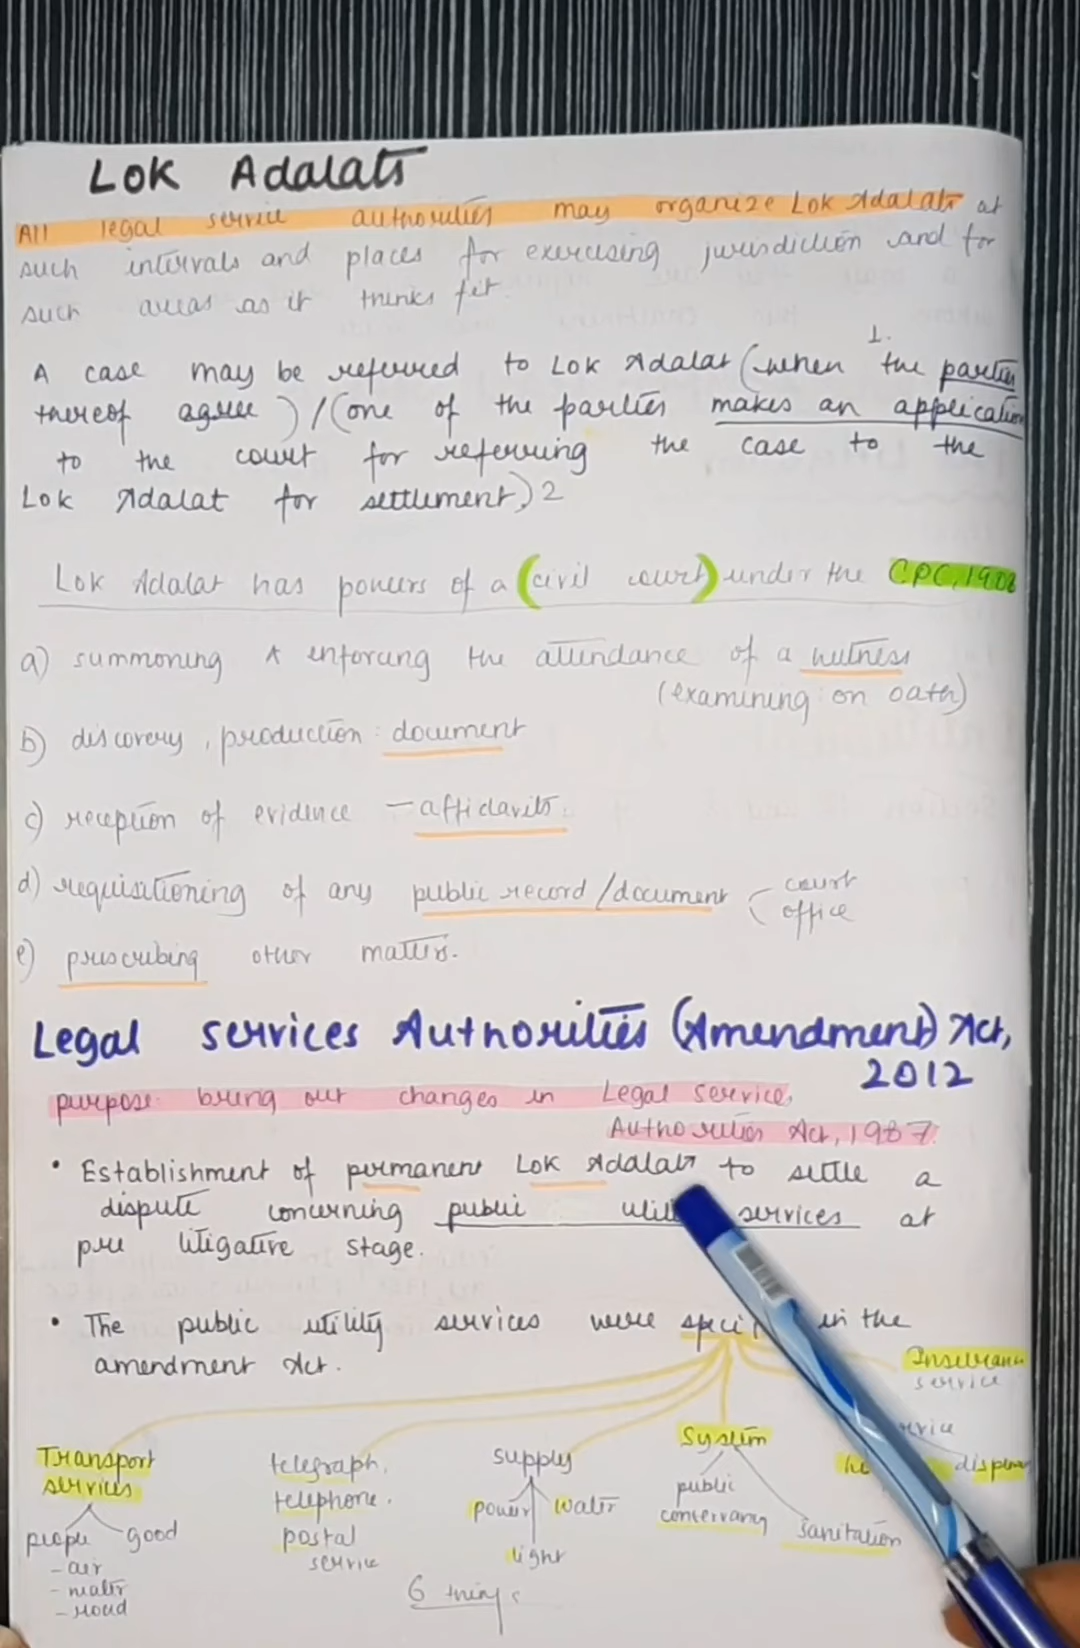 Lok Adalats
All legal service authorities may organize Lok Adalats at
such intervals and places for exercising jurisdiction and for
such areas as it thinks fit.
1.
A case may be referred to Lok Adalat (when the parties
thereof agree) / (one of the parties makes an application
to the court for referring the case to the
Lok Adalat for settlement) 2
Lok Adalat has powers of a (civil court) under the CPC, 1908
a) summoning & enforcing the attendance of a witness
(examining on oath)
b) discovery, production : document
c) reception of evidence - affidavits.
d) requisitioning of any public record/document
court
office
e) prescribing other matters.
Legal services Authorities (Amendment) Act,
2012
purpose: bring out changes in Legal service
Authorities Act, 1987.
• Establishment of permanent Lok Adalats to settle a
dispute concerning public services at
pre litigative stage.
• The public utility services were in the
amendment Act.
Insurance
service
Transport
services
people
good
- air
- water
- road
telegraph,
telephone.
postal
service
supply
power
water
light
System
public
conservancy
sanitation
6 things